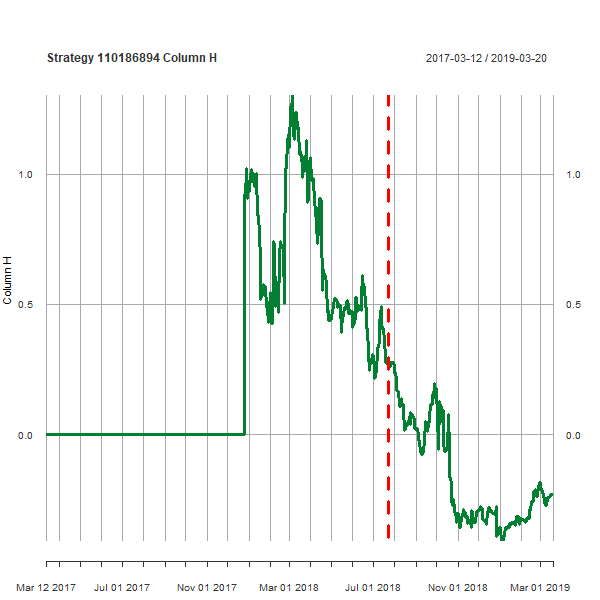 Strategy 110186894 Column H
2017-03-12 / 2019-03-20
1.0
1.0
0.5
0.5
0.0
0.0
Column H
Mar 12 2017
Jul 01 2017
Nov 01 2017
Mar 01 2018
Jul 01 2018
Nov 01 2018
Mar 01 2019